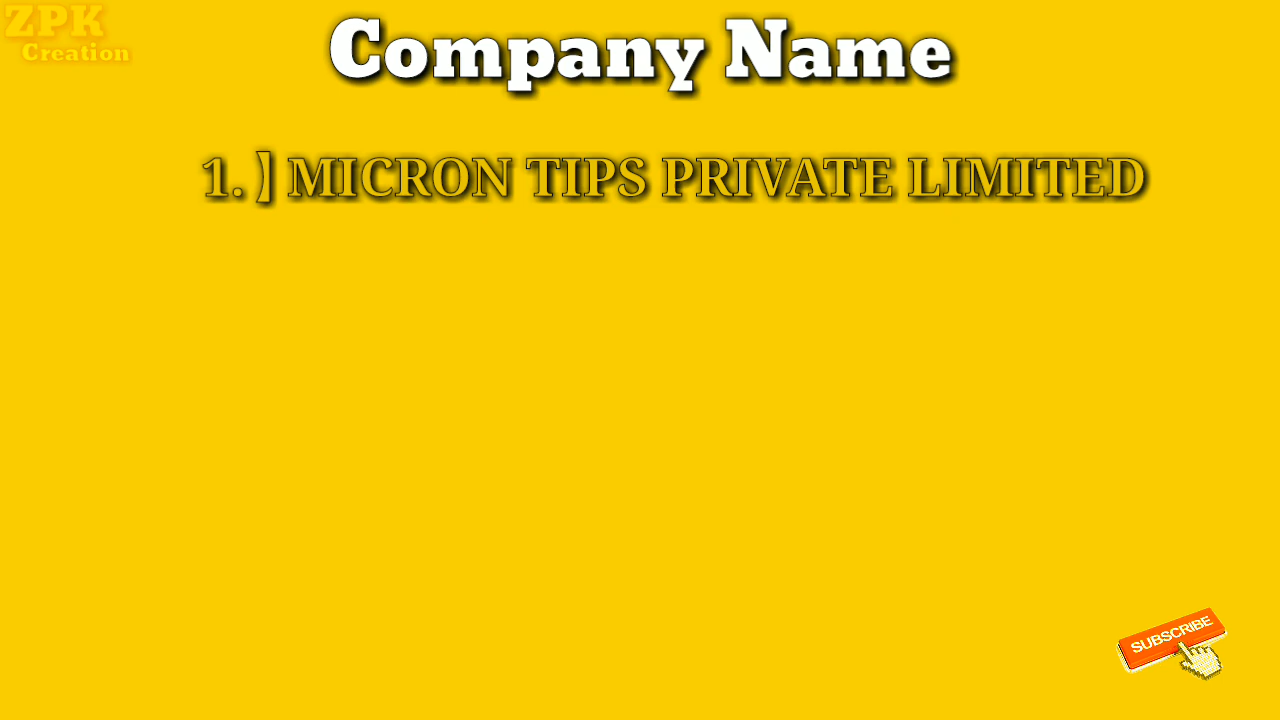 ZPK
Creation
Company Name
1.】MICRON TIPS PRIVATE LIMITED
SUBSCRIBE